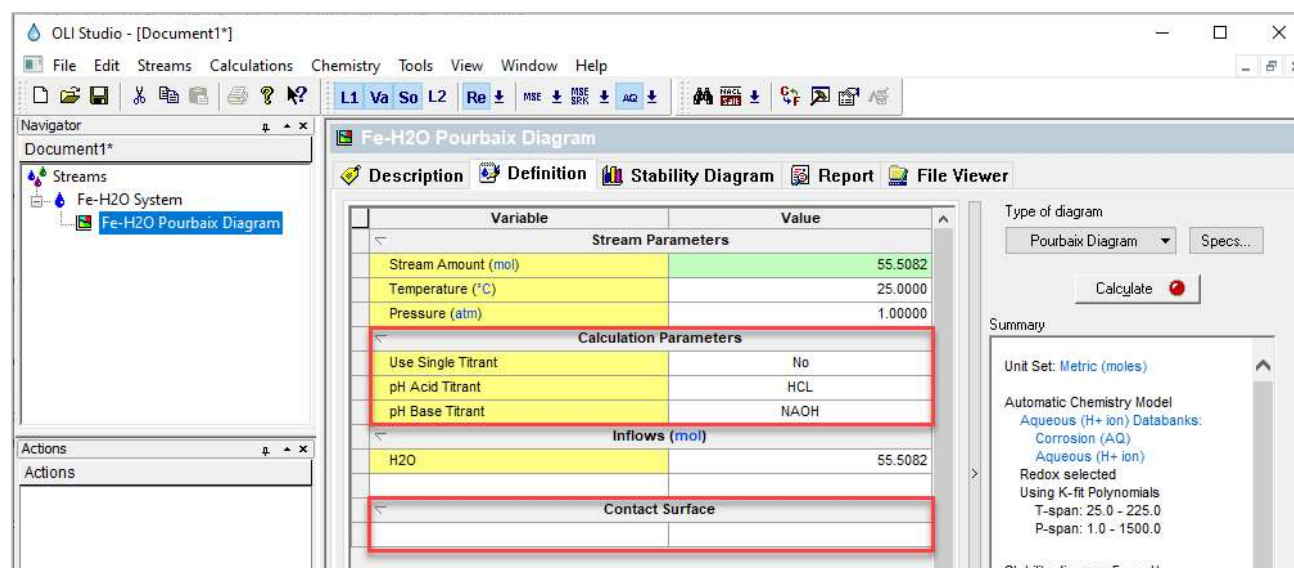 OLI Studio - [Document1*]
File Edit Streams Calculations Chemistry Tools View Window Help
L1 Va So L2 Re MSE MSE SRK AQ
Navigator
Document1*
Streams
Fe-H2O System
Fe-H2O Pourbaix Diagram
Actions
Actions
Fe-H2O Pourbaix Diagram
Description Definition Stability Diagram Report File Viewer
Variable Value
Stream Parameters
Stream Amount (mol) 55.5082
Temperature (°C) 25.0000
Pressure (atm) 1.00000
Calculation Parameters
Use Single Titrant No
pH Acid Titrant HCL
pH Base Titrant NAOH
Inflows (mol)
H2O 55.5082
Contact Surface
Type of diagram
Pourbaix Diagram Specs...
Calculate
Summary
Unit Set: Metric (moles)
Automatic Chemistry Model
Aqueous (H+ ion) Databanks:
Corrosion (AQ)
Aqueous (H+ ion)
Redox selected
Using K-fit Polynomials
T-span: 25.0 - 225.0
P-span: 1.0 - 1500.0